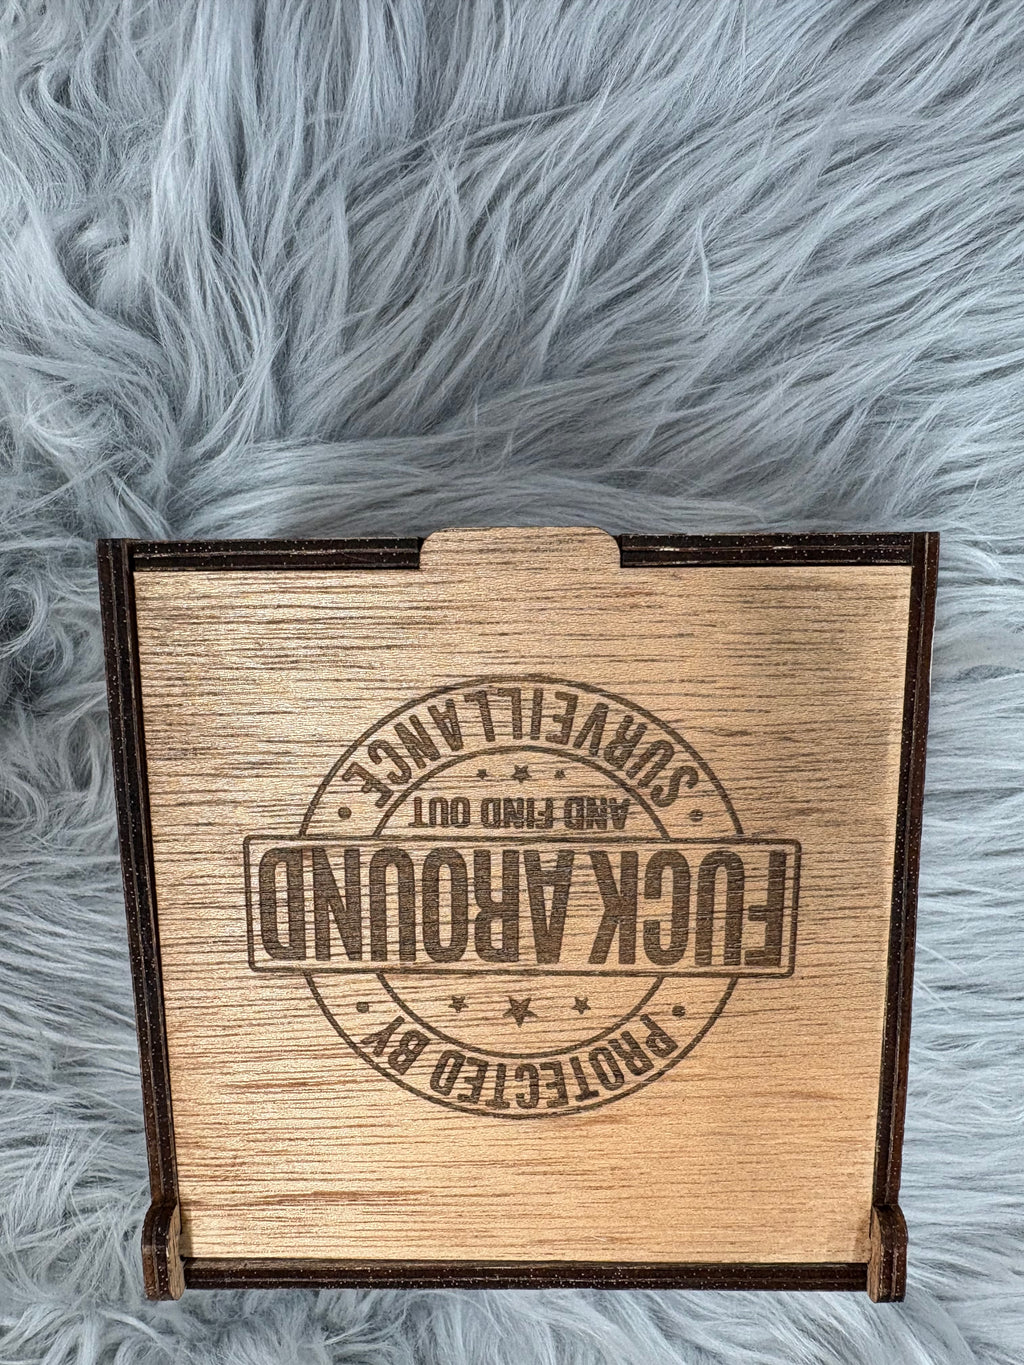 PROTECTED BY
FUCK AROUND
AND FIND OUT
SURVEILLANCE